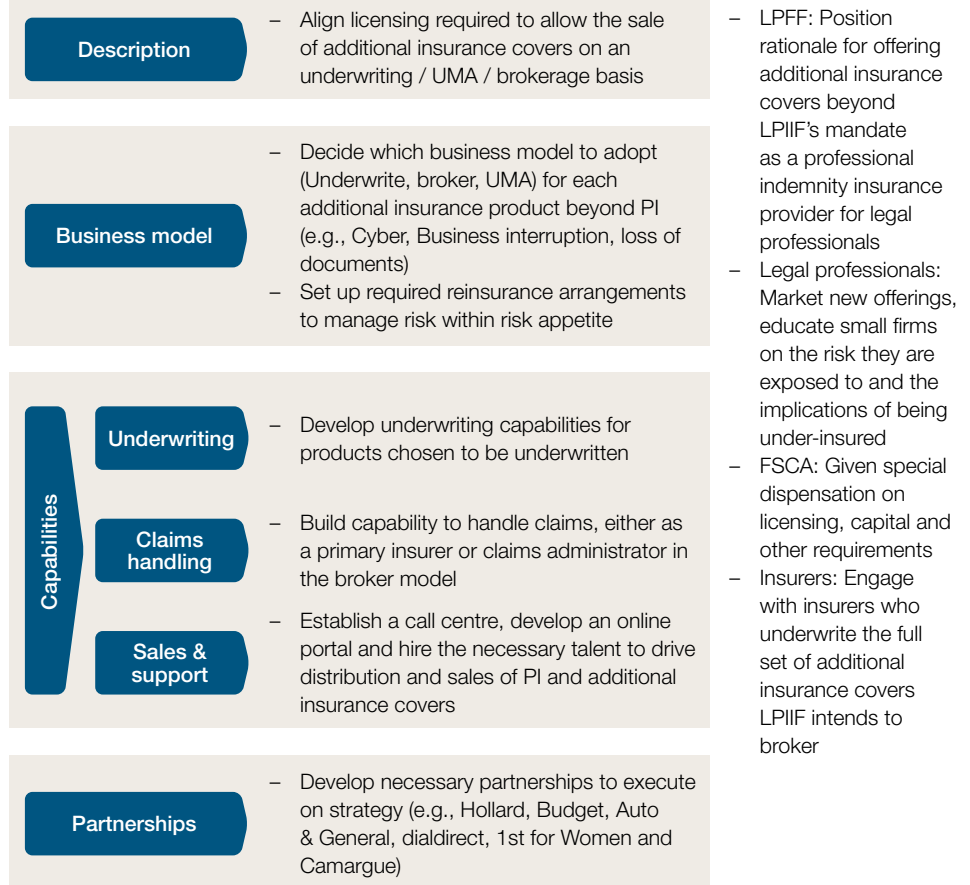 Description
– Align licensing required to allow the sale
of additional insurance covers on an
underwriting / UMA / brokerage basis
Business model
– Decide which business model to adopt
(Underwrite, broker, UMA) for each
additional insurance product beyond PI
(e.g., Cyber, Business interruption, loss of
documents)
– Set up required reinsurance arrangements
to manage risk within risk appetite
Capabilities
Underwriting
– Develop underwriting capabilities for
products chosen to be underwritten
Claims
handling
– Build capability to handle claims, either as
a primary insurer or claims administrator in
the broker model
Sales &
support
– Establish a call centre, develop an online
portal and hire the necessary talent to drive
distribution and sales of PI and additional
insurance covers
Partnerships
– Develop necessary partnerships to execute
on strategy (e.g., Hollard, Budget, Auto
& General, dialdirect, 1st for Women and
Camargue)
– LPFF: Position
rationale for offering
additional insurance
covers beyond
LPIIF's mandate
as a professional
indemnity insurance
provider for legal
professionals
– Legal professionals:
Market new offerings,
educate small firms
on the risk they are
exposed to and the
implications of being
under-insured
– FSCA: Given special
dispensation on
licensing, capital and
other requirements
– Insurers: Engage
with insurers who
underwrite the full
set of additional
insurance covers
LPIIF intends to
broker